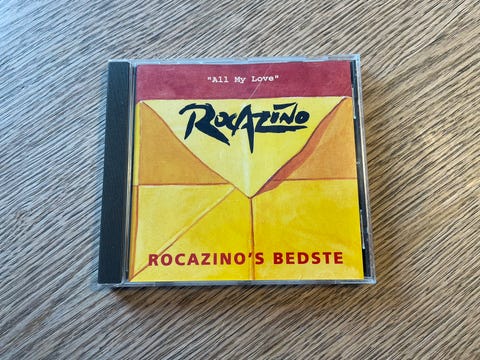 "All My Love"
ROCAZINO
ROCAZINO'S BEDSTE